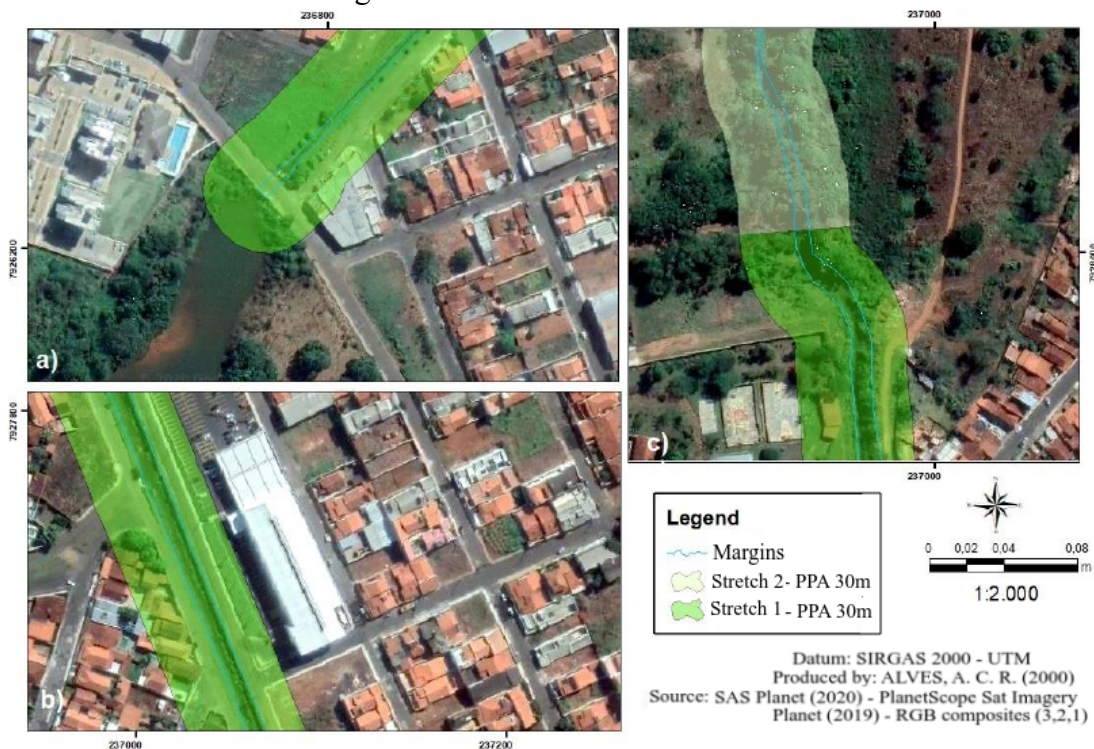 236800
7926200
a)
7927800
b)
237000
237200
237000
c)
7928400
237000
Legend
Margins
Stretch 2- PPA 30m
Stretch 1 - PPA 30m
N
0 0,02 0,04 0,08
m
1:2.000
Datum: SIRGAS 2000 - UTM
Produced by: ALVES, A. C. R. (2000)
Source: SAS Planet (2020) - PlanetScope Sat Imagery
Planet (2019) - RGB composites (3,2,1)